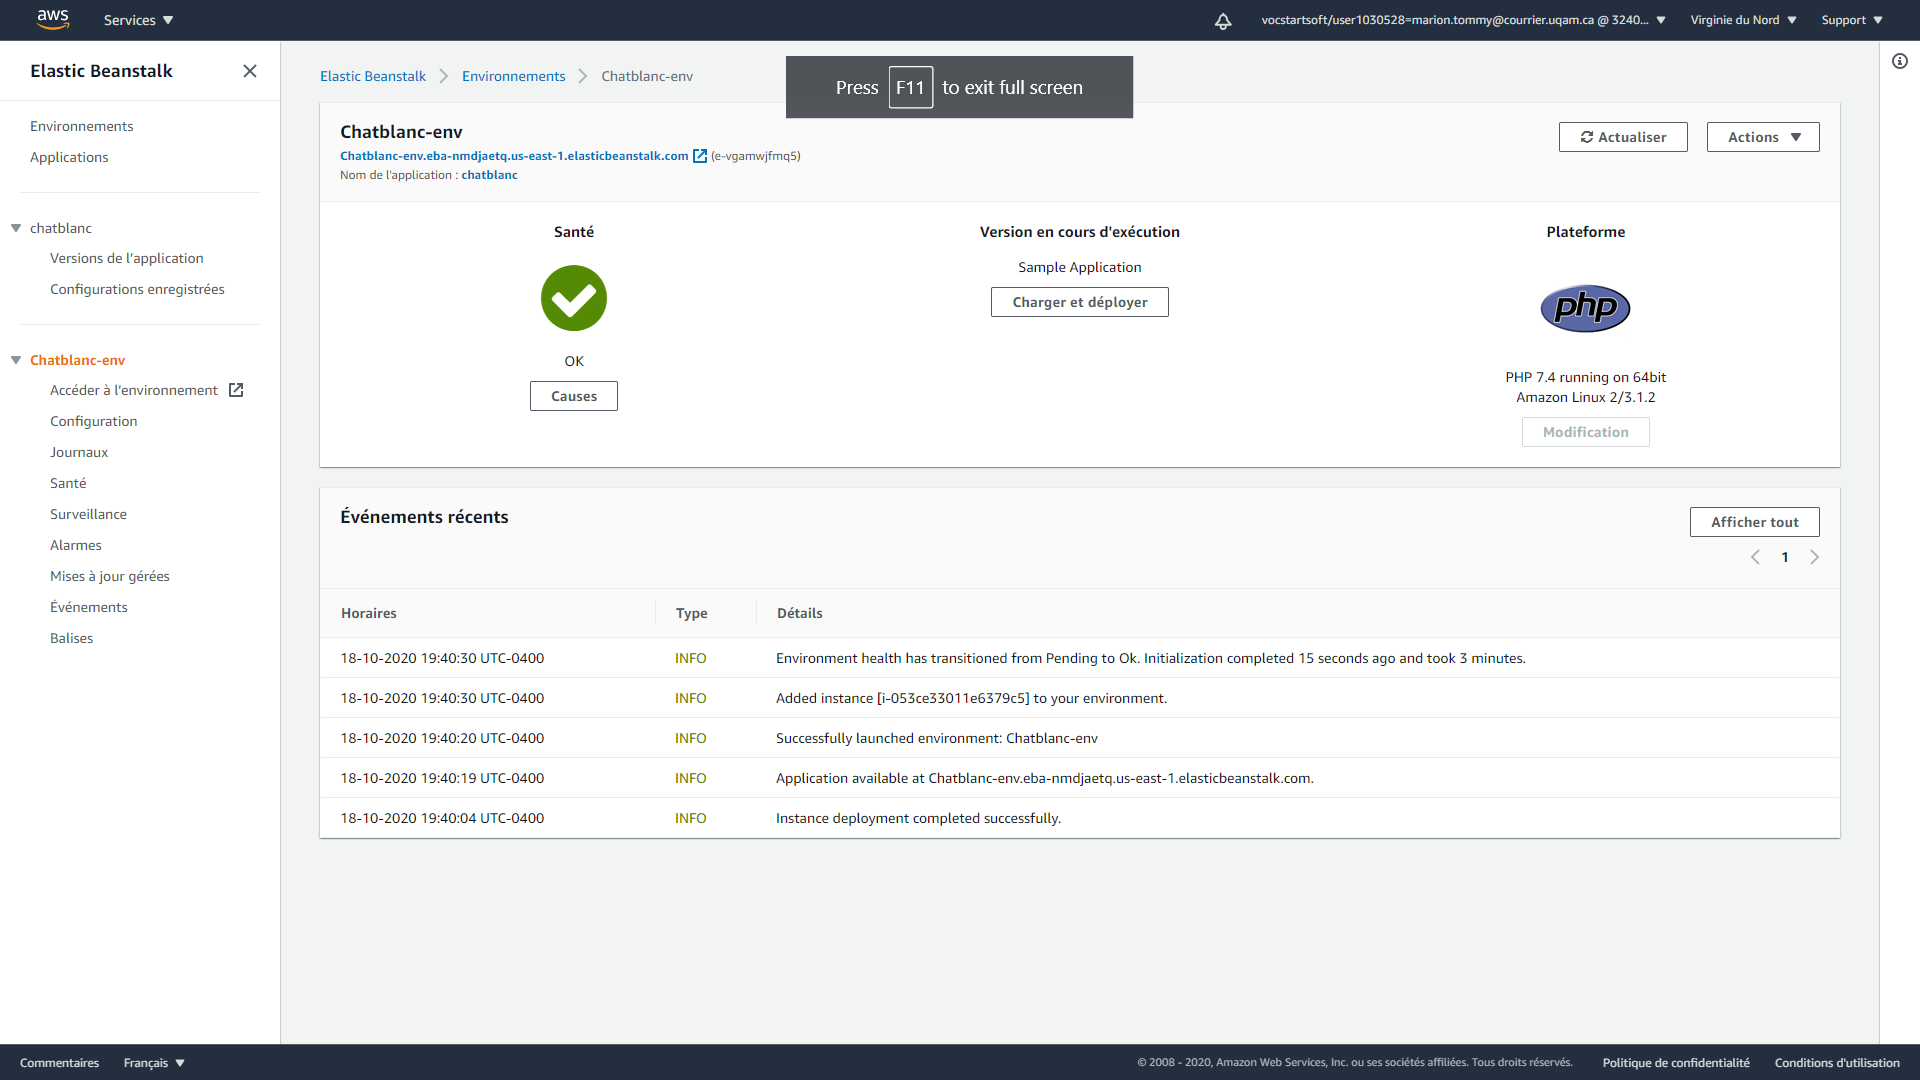 aws
Services
vocstartsoft/user1030528=marion.tommy@courrier.uqam.ca @ 3240...
Virginie du Nord
Support
Elastic Beanstalk
Environnements
Applications
chatblanc
Versions de l'application
Configurations enregistrées
Chatblanc-env
Accéder à l'environnement
Configuration
Journaux
Santé
Surveillance
Alarmes
Mises à jour gérées
Événements
Balises
Elastic Beanstalk > Environnements > Chatblanc-env
Press F11 to exit full screen
Chatblanc-env
Chatblanc-env.eba-nmdjaetq.us-east-1.elasticbeanstalk.com (e-vgamwjfmq5)
Nom de l'application : chatblanc
Actualiser
Actions
Santé
OK
Causes
Version en cours d'exécution
Sample Application
Charger et déployer
Plateforme
php
PHP 7.4 running on 64bit
Amazon Linux 2/3.1.2
Modification
Événements récents
Afficher tout
1
Horaires Type Détails
18-10-2020 19:40:30 UTC-0400 INFO Environment health has transitioned from Pending to Ok. Initialization completed 15 seconds ago and took 3 minutes.
18-10-2020 19:40:30 UTC-0400 INFO Added instance [i-053ce33011e6379c5] to your environment.
18-10-2020 19:40:20 UTC-0400 INFO Successfully launched environment: Chatblanc-env
18-10-2020 19:40:19 UTC-0400 INFO Application available at Chatblanc-env.eba-nmdjaetq.us-east-1.elasticbeanstalk.com.
18-10-2020 19:40:04 UTC-0400 INFO Instance deployment completed successfully.
Commentaires
Français
© 2008 - 2020, Amazon Web Services, Inc. ou ses sociétés affiliées. Tous droits réservés.
Politique de confidentialité
Conditions d'utilisation